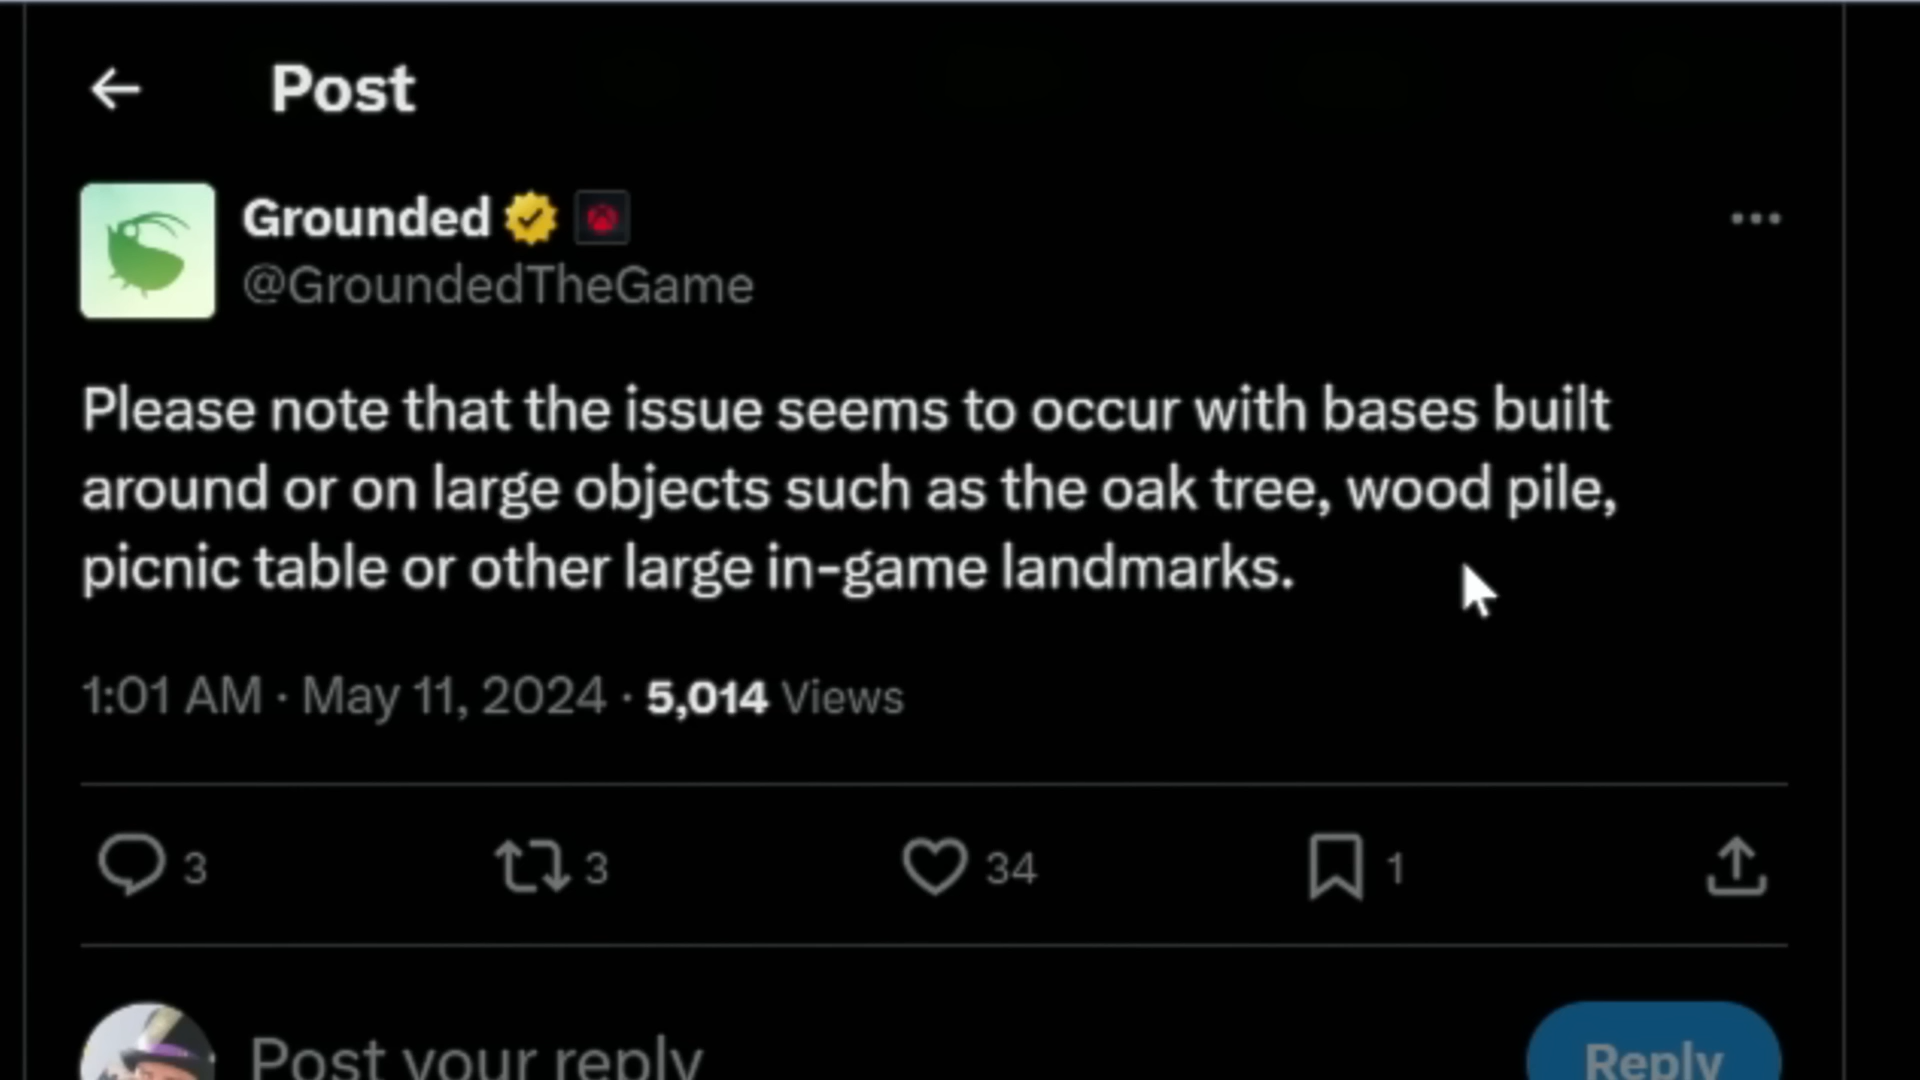 Post
Grounded
@GroundedTheGame
Please note that the issue seems to occur with bases built
around or on large objects such as the oak tree, wood pile,
picnic table or other large in-game landmarks.
1:01 AM · May 11, 2024 · 5,014 Views
3 3 34 1
Post your reply
Reply